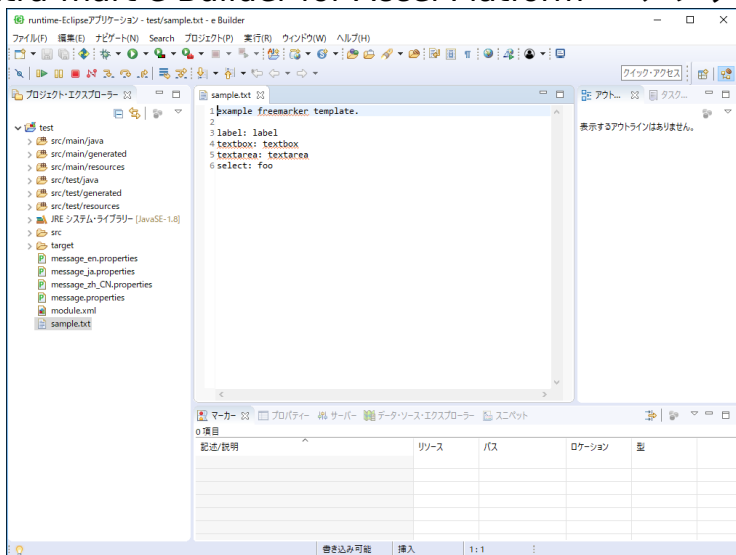 runtime-Eclipseアプリケーション - test/sample.txt - e Builder
ファイル(F) 編集(E) ナビゲート(N) Search プロジェクト(P) 実行(R) ウィンドウ(W) ヘルプ(H)
クイック・アクセス
プロジェクト・エクスプローラー
sample.txt
アウト... タスク...
test
src/main/java
src/main/generated
src/main/resources
src/test/java
src/test/generated
src/test/resources
JRE システム・ライブラリー [JavaSE-1.8]
src
target
message_en.properties
message_ja.properties
message_zh_CN.properties
message.properties
module.xml
sample.txt
1 example freemarker template.
2
3 label: label
4 textbox: textbox
5 textarea: textarea
6 select: foo
表示するアウトラインはありません。
マーカー プロパティー サーバー データ・ソース・エクスプローラー スニペット
0 項目
記述/説明 リソース パス ロケーション 型
書き込み可能 挿入 1 : 1